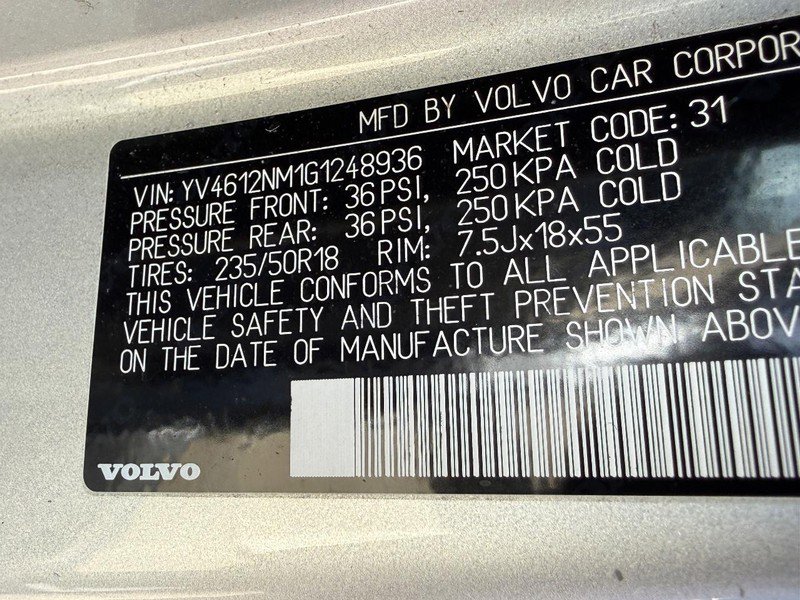 MFD BY VOLVO CAR CORPOR
VIN: YV4612NM1G1248936 MARKET CODE: 31
PRESSURE FRONT: 36 PSI, 250 KPA COLD
PRESSURE REAR: 36 PSI, 250 KPA COLD
TIRES: 235/50R18 RIM: 7.5Jx18x55
THIS VEHICLE CONFORMS TO ALL APPLICABLE
VEHICLE SAFETY AND THEFT PREVENTION STA
ON THE DATE OF MANUFACTURE SHOWN ABOV
VOLVO